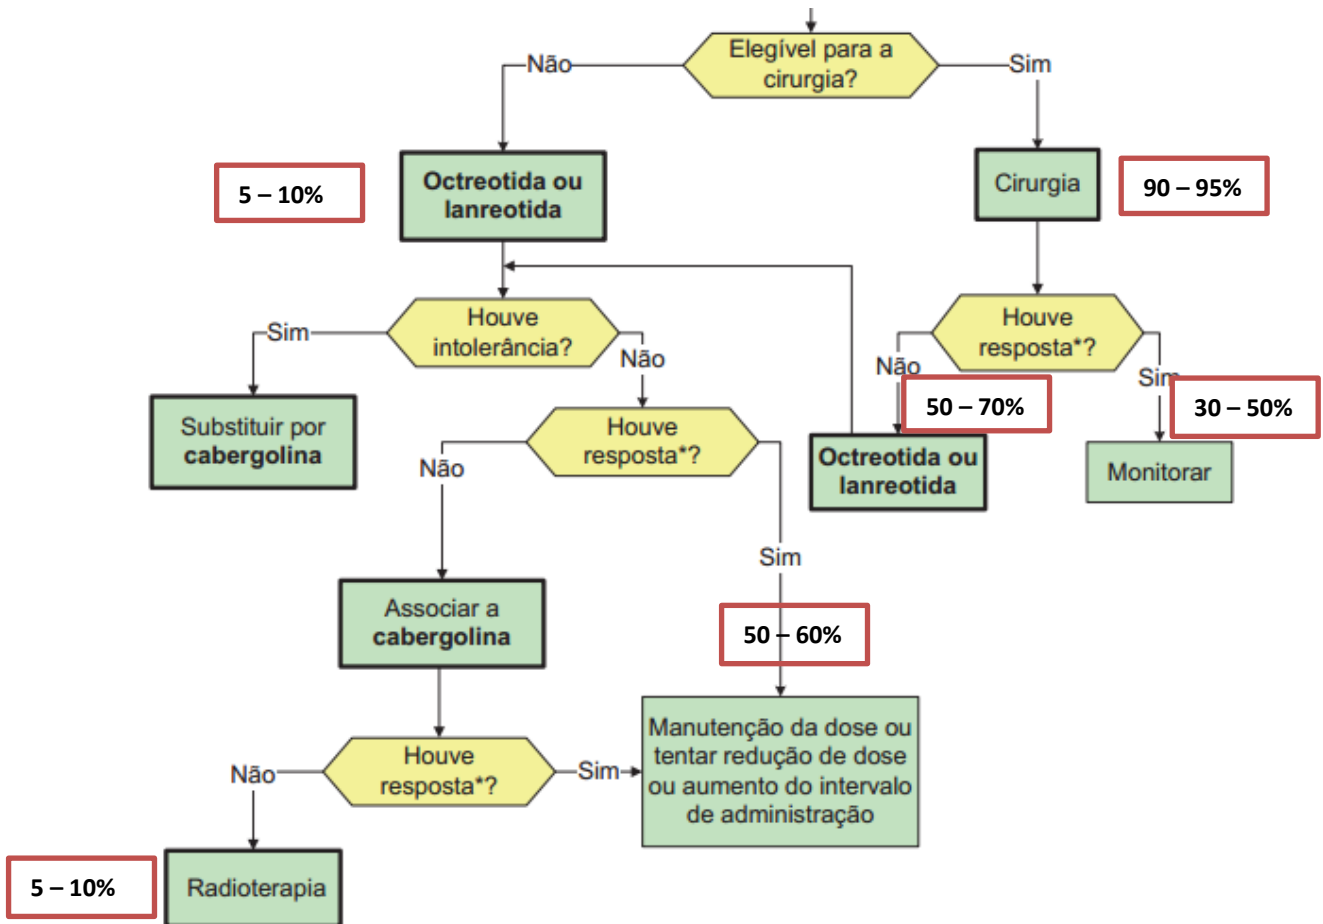 Elegível para a
cirurgia?
Não
Sim
5 – 10%
Octreotida ou
lanreotida
Cirurgia
90 – 95%
Houve
intolerância?
Sim
Não
Houve
resposta*?
Não
Sim
50 – 70%
30 – 50%
Substituir por
cabergolina
Houve
resposta*?
Não
Sim
Octreotida ou
lanreotida
Monitorar
Associar a
cabergolina
50 – 60%
Manutenção da dose ou
tentar redução de dose
ou aumento do intervalo
de administração
Houve
resposta*?
Não
Sim
5 – 10%
Radioterapia